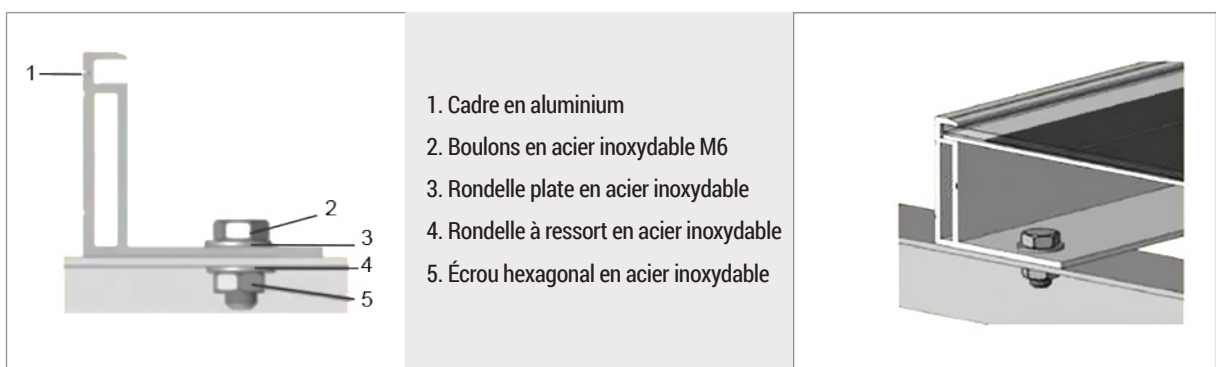 1
2
3
4
5
1. Cadre en aluminium
2. Boulons en acier inoxydable M6
3. Rondelle plate en acier inoxydable
4. Rondelle à ressort en acier inoxydable
5. Écrou hexagonal en acier inoxydable